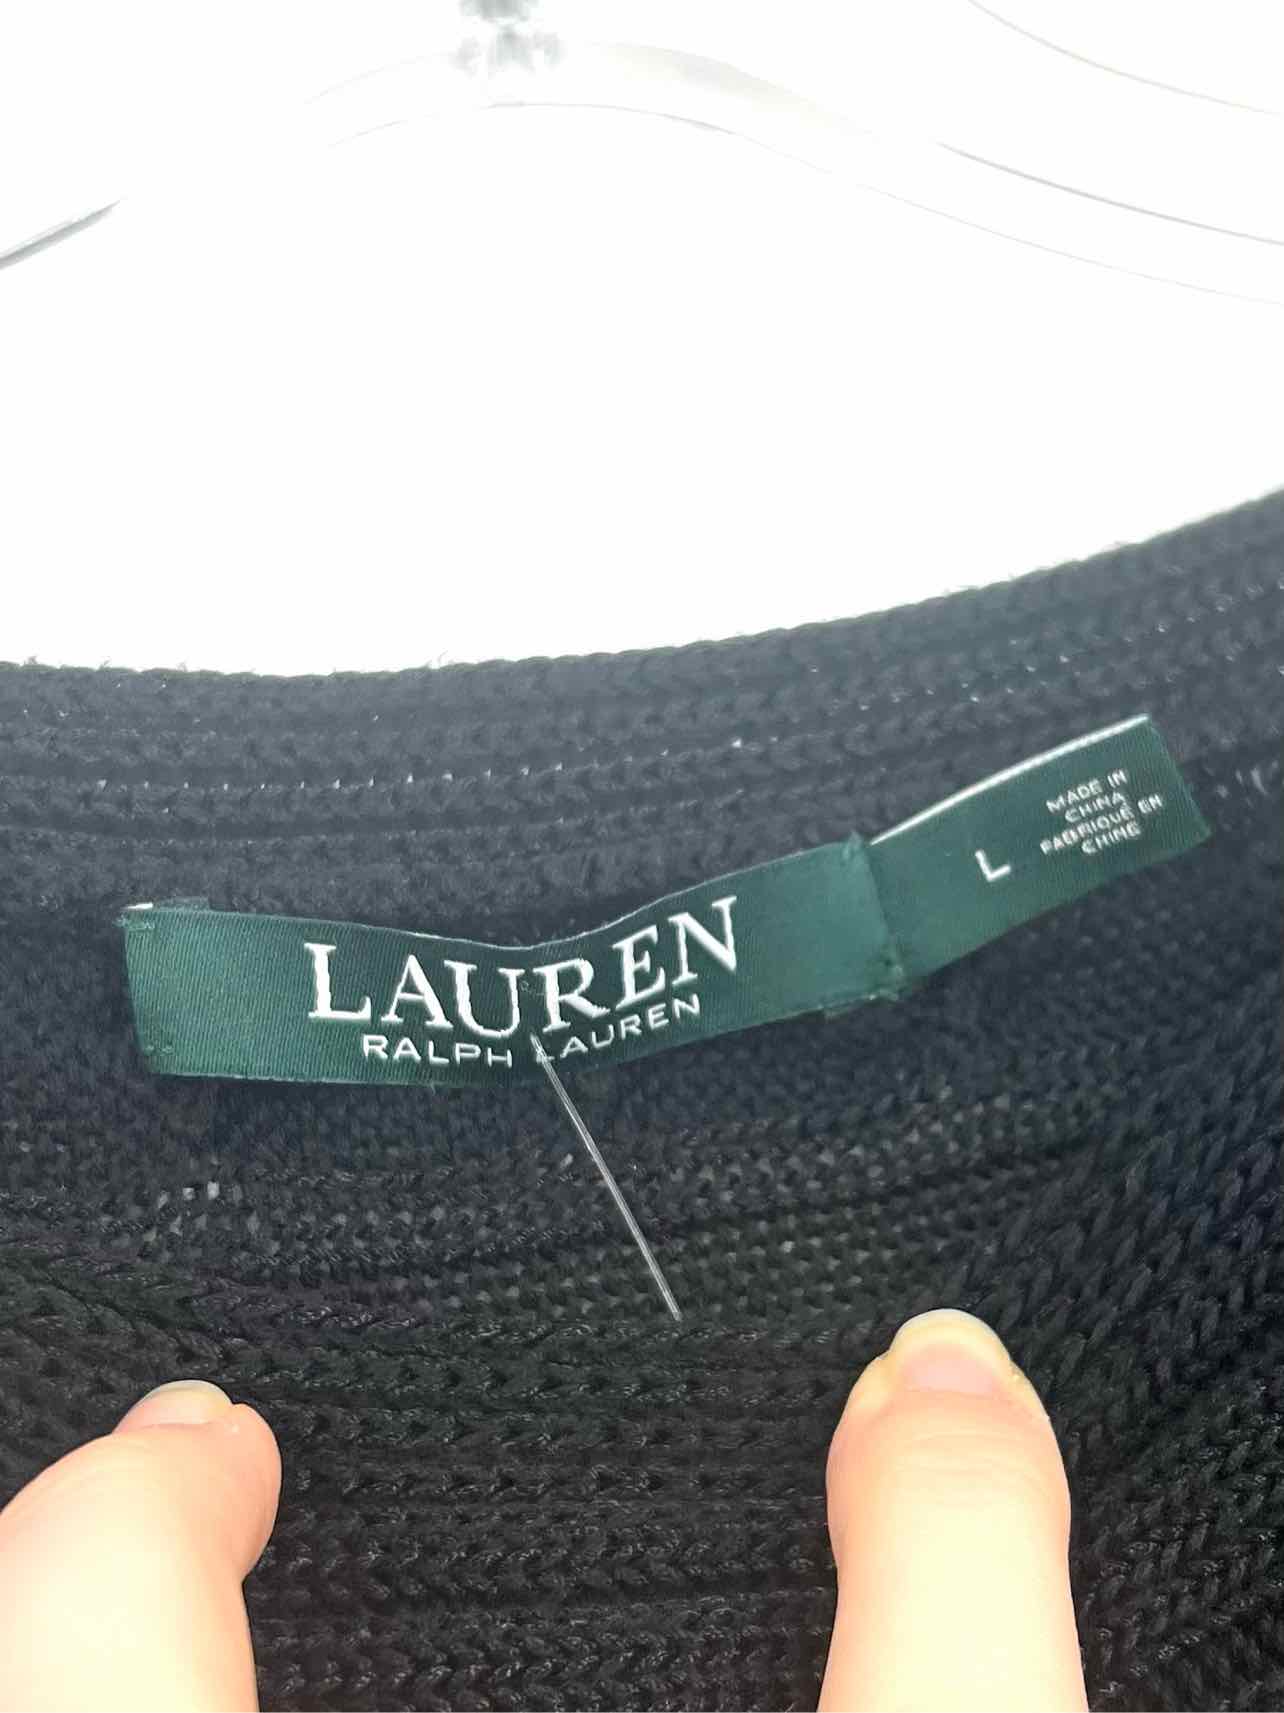 LAUREN
RALPH LAUREN
L
MADE IN
CHINA
FABRIQUÉ EN
CHINE